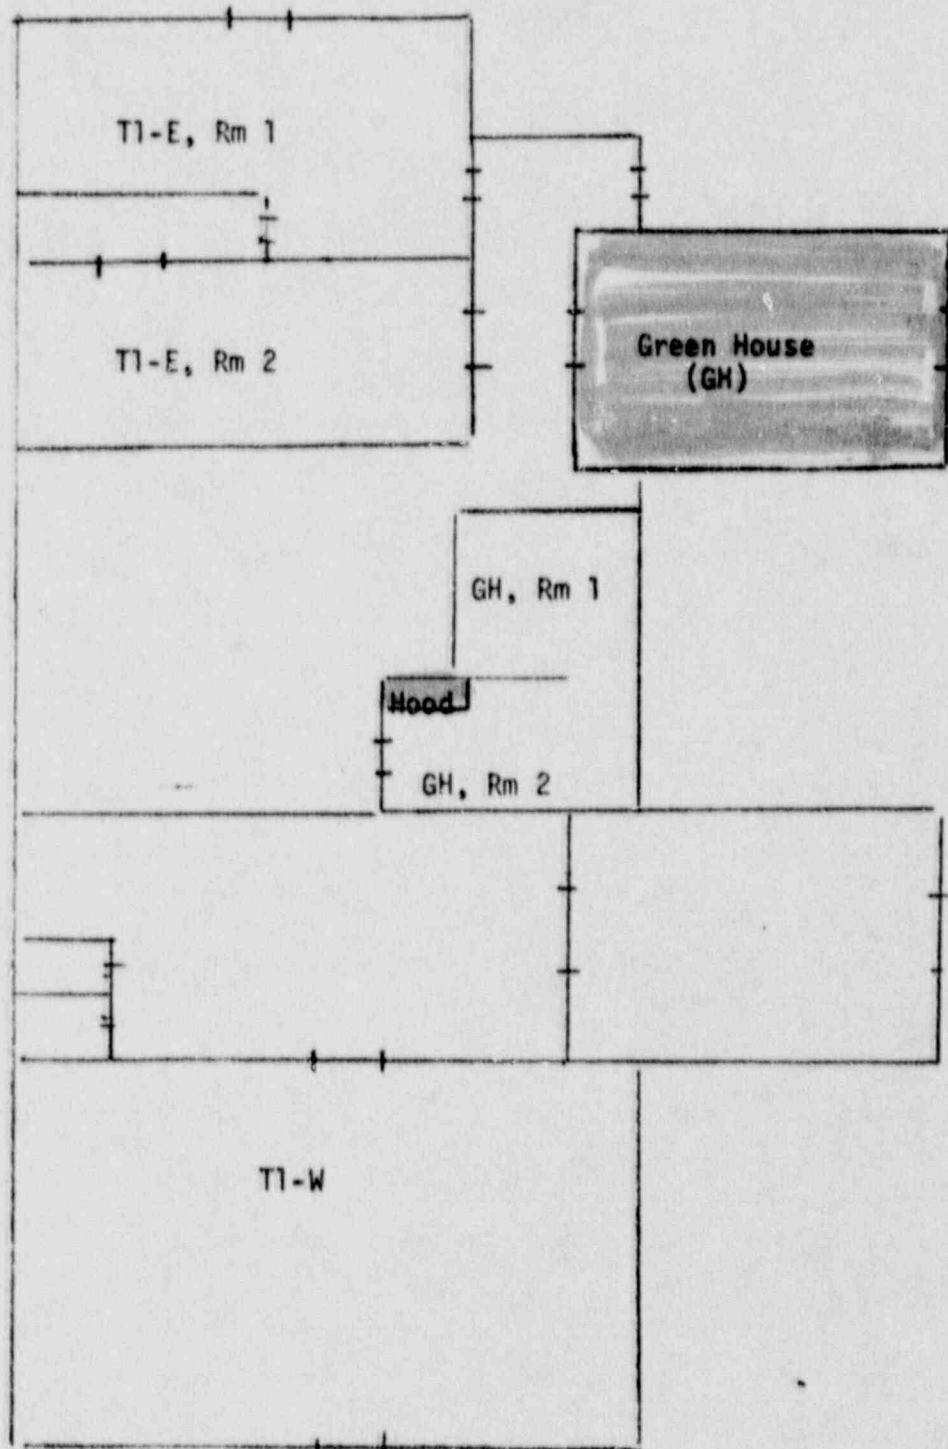 T1-E, Rm 1
T1-E, Rm 2
Green House
(GH)
GH, Rm 1
Hood
GH, Rm 2
T1-W